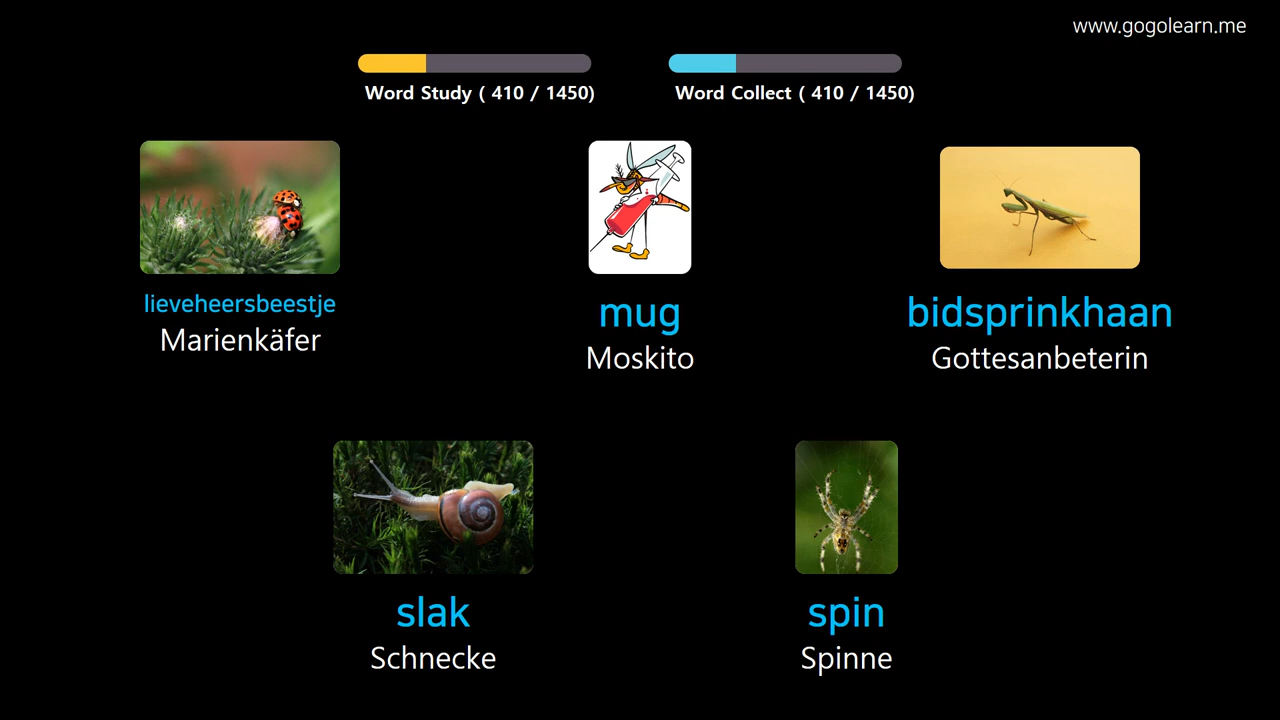 www.gogolearn.me
Word Study ( 410 / 1450)
Word Collect ( 410 / 1450)
lieveheersbeestje
Marienkäfer
mug
Moskito
bidsprinkhaan
Gottesanbeterin
slak
Schnecke
spin
Spinne